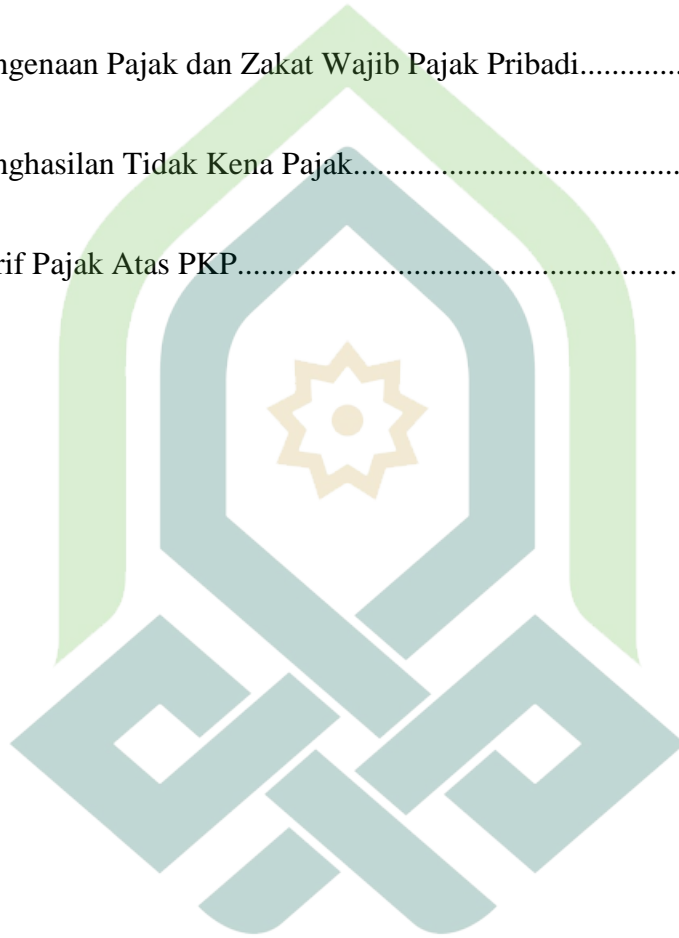 ngenaan Pajak dan Zakat Wajib Pajak Pribadi..............
nghasilan Tidak Kena Pajak.........................................
rif Pajak Atas PKP.......................................................